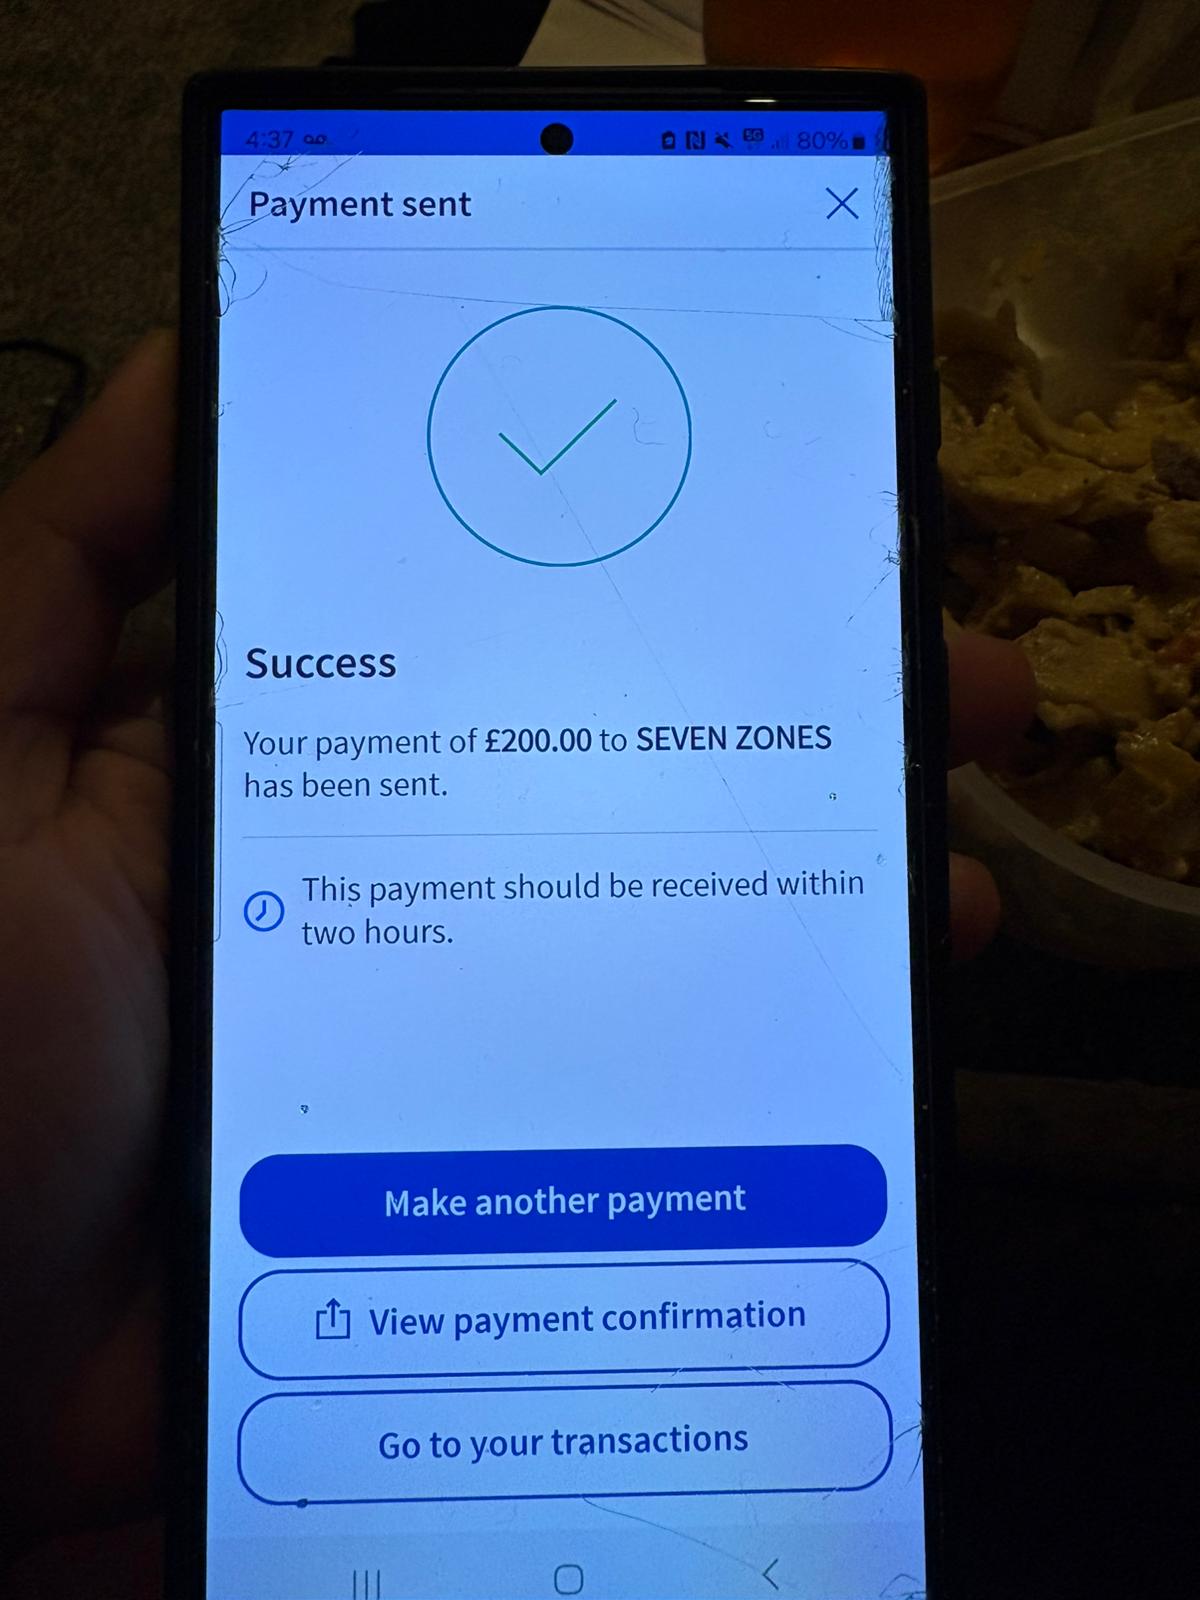 4:37
5G 80%
Payment sent
Success
Your payment of £200.00 to SEVEN ZONES
has been sent.
This payment should be received within
two hours.
Make another payment
View payment confirmation
Go to your transactions